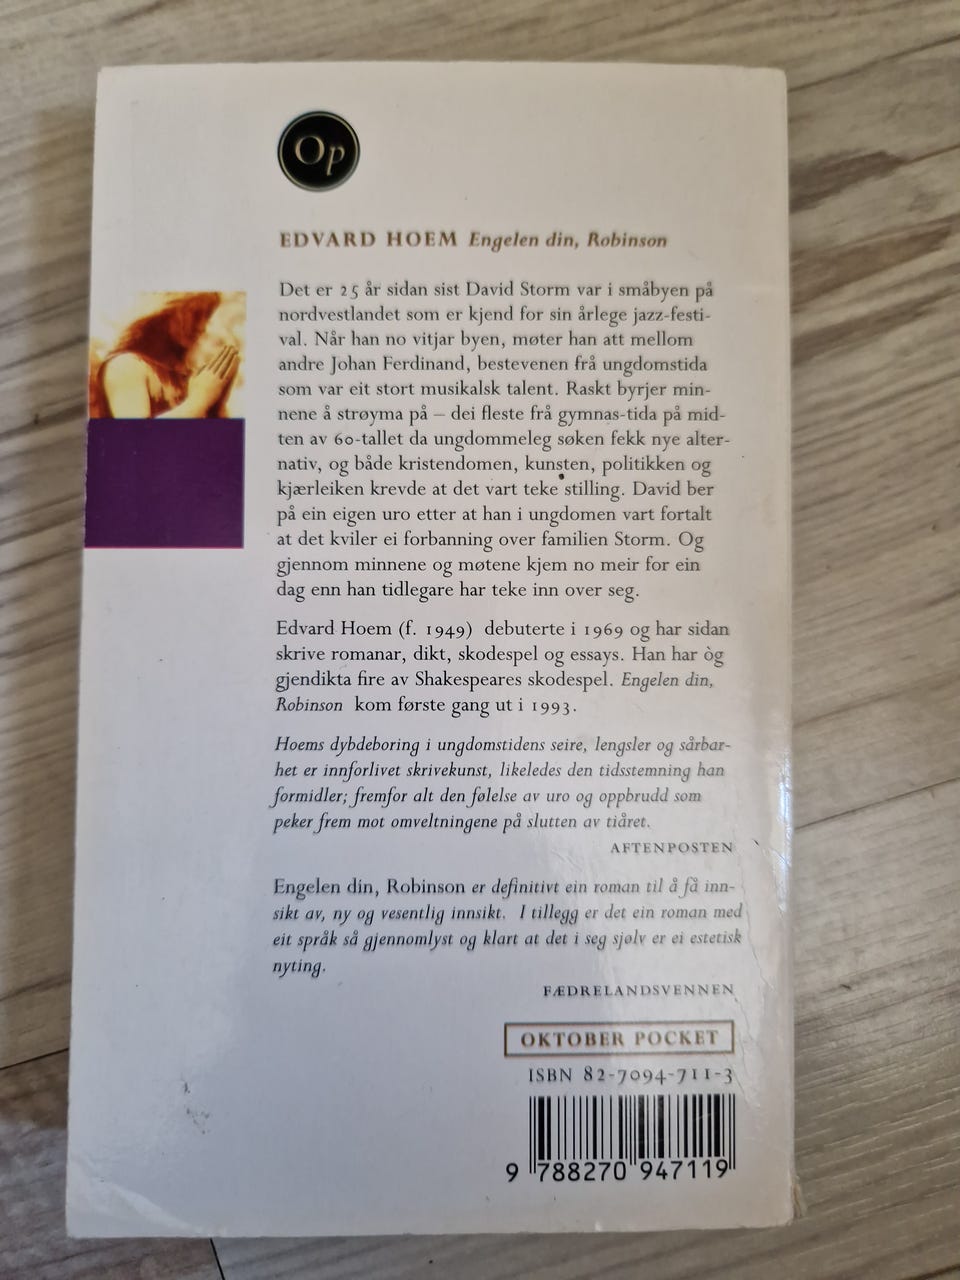 Op
EDVARD HOEM Engelen din, Robinson
Det er 25 år sidan sist David Storm var i småbyen på
nordvestlandet som er kjend for sin årlege jazz-festi-
val. Når han no vitjar byen, møter han att mellom
andre Johan Ferdinand, bestevenen frå ungdomstida
som var eit stort musikalsk talent. Raskt byrjer min-
nene å strøyma på – dei fleste frå gymnas-tida på mid-
ten av 60-tallet da ungdommeleg søken fekk nye alter-
nativ, og både kristendomen, kunsten, politikken og
kjærleiken krevde at det vart teke stilling. David ber
på ein eigen uro etter at han i ungdomen vart fortalt
at det kviler ei forbanning over familien Storm. Og
gjennom minnene og møtene kjem no meir for ein
dag enn han tidlegare har teke inn over seg.
Edvard Hoem (f. 1949) debuterte i 1969 og har sidan
skrive romanar, dikt, skodespel og essays. Han har òg
gjendikta fire av Shakespeares skodespel. Engelen din,
Robinson kom første gang ut i 1993.
Hoems dybdeboring i ungdomstidens seire, lengsler og sårbar-
het er innforlivet skrivekunst, likeledes den tidsstemning han
formidler; fremfor alt den følelse av uro og oppbrudd som
peker frem mot omveltningene på slutten av tiåret.
AFTENPOSTEN
Engelen din, Robinson er definitivt ein roman til å få inn-
sikt av, ny og vesentlig innsikt. I tillegg er det ein roman med
eit språk så gjennomlyst og klart at det i seg sjølv er ei estetisk
nyting.
FÆDRELANDSVENNEN
OKTOBER POCKET
ISBN 82-7094-711-3
9 788270 947119